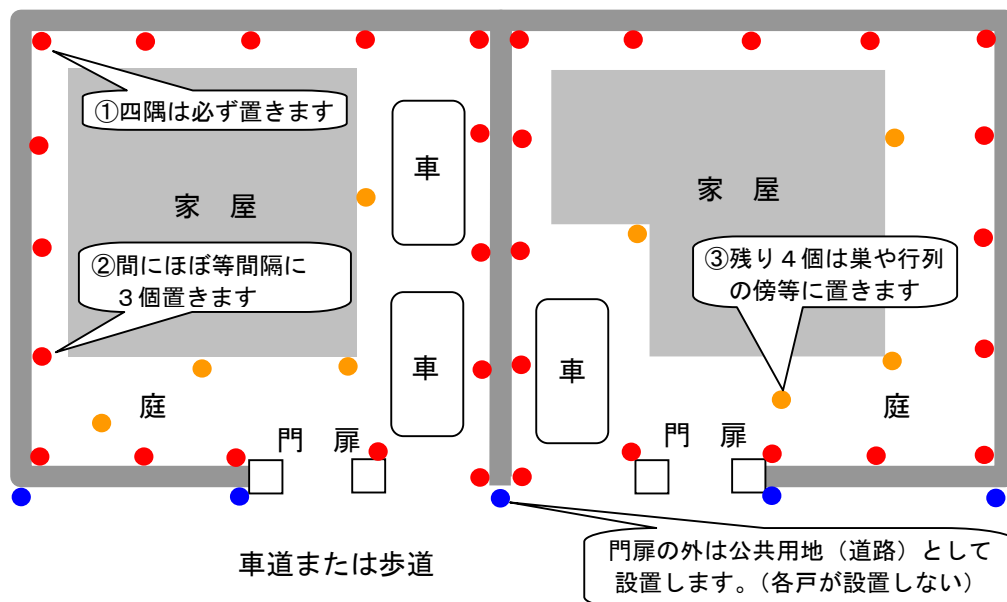 ①四隅は必ず置きます
車
家　屋
家　屋
②間にほぼ等間隔に
３個置きます
③残り４個は巣や行列
の傍等に置きます
車
車
庭
庭
門　扉
門　扉
車道または歩道
門扉の外は公共用地（道路）として
設置します。（各戸が設置しない）